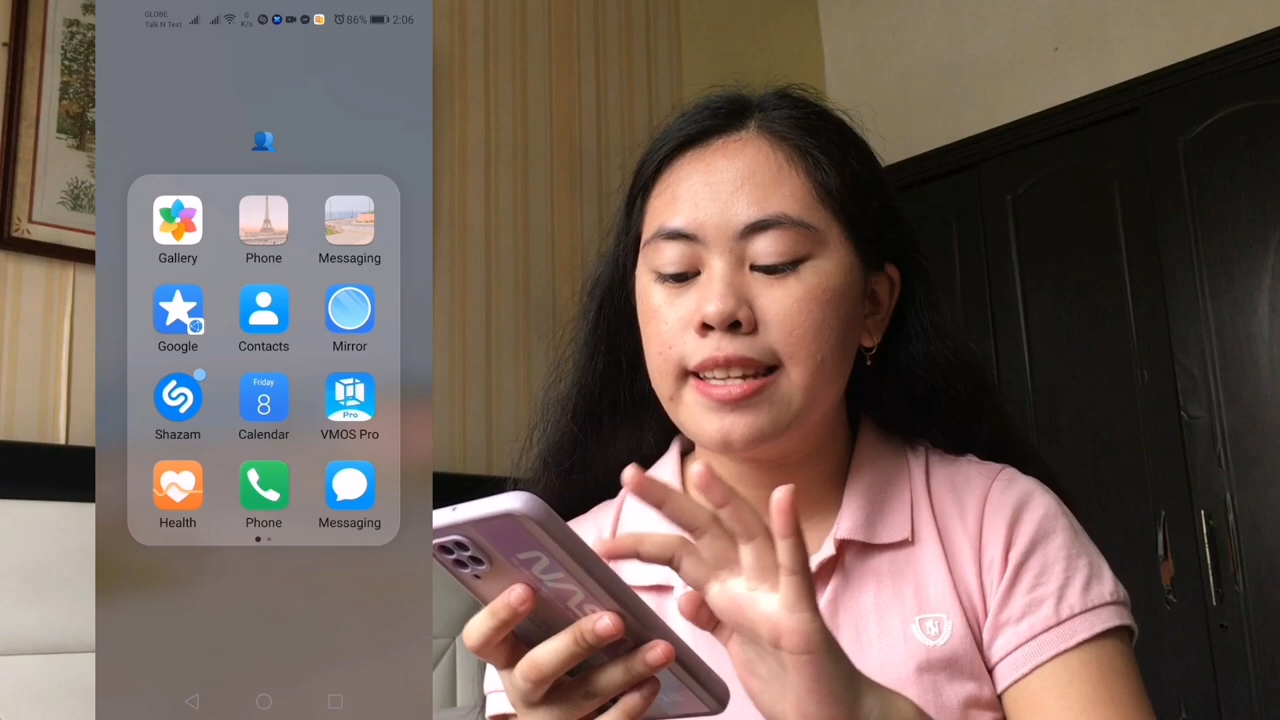 GLOBE
Talk N Text
0
K/s
86%
2:06
Gallery
Phone
Messaging
Google
Contacts
Mirror
Friday
8
Pro
Shazam
Calendar
VMOS Pro
Health
Phone
Messaging